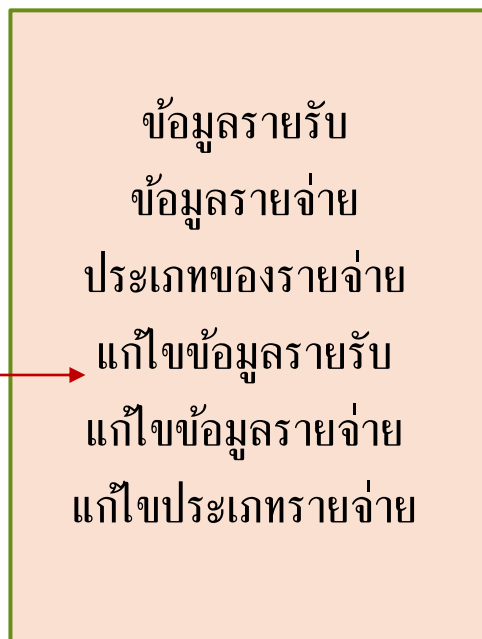 ข้อมูลรายรับ
ข้อมูลรายจ่าย
ประเภทของรายจ่าย
แก้ไขข้อมูลรายรับ
แก้ไขข้อมูลรายจ่าย
แก้ไขประเภทรายจ่าย